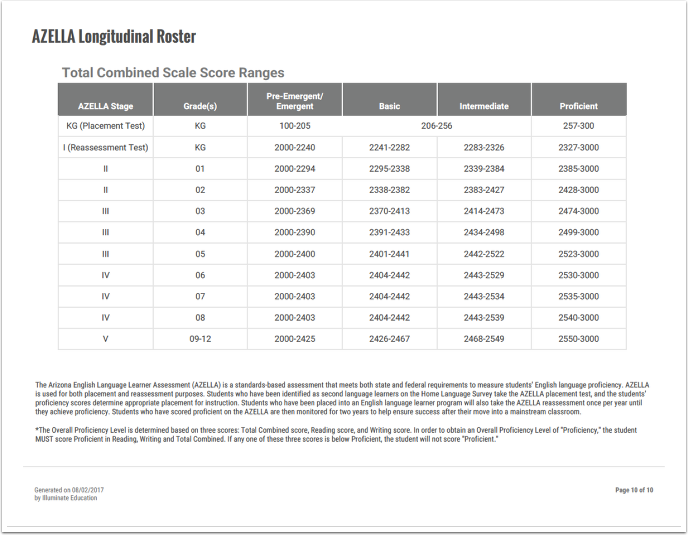 AZELLA Longitudinal Roster
Total Combined Scale Score Ranges
AZELLA Stage Grade(s) Pre-Emergent/ Emergent Basic Intermediate Proficient
KG (Placement Test) KG 100-205 206-256 257-300
I (Reassessment Test) KG 2000-2240 2241-2282 2283-2326 2327-3000
II 01 2000-2294 2295-2338 2339-2384 2385-3000
II 02 2000-2337 2338-2382 2383-2427 2428-3000
III 03 2000-2369 2370-2413 2414-2473 2474-3000
III 04 2000-2390 2391-2433 2434-2498 2499-3000
III 05 2000-2400 2401-2441 2442-2522 2523-3000
IV 06 2000-2403 2404-2442 2443-2529 2530-3000
IV 07 2000-2403 2404-2442 2443-2534 2535-3000
IV 08 2000-2403 2404-2442 2443-2539 2540-3000
V 09-12 2000-2425 2426-2467 2468-2549 2550-3000
The Arizona English Language Learner Assessment (AZELLA) is a standards-based assessment that meets both state and federal requirements to measure students' English language proficiency. AZELLA
is used for both placement and reassessment purposes. Students who have been identified as second language learners on the Home Language Survey take the AZELLA placement test, and the students'
proficiency scores determine appropriate placement for instruction. Students who have been placed into an English language learner program will also take the AZELLA reassessment once per year until
they achieve proficiency. Students who have scored proficient on the AZELLA are then monitored for two years to help ensure success after their move into a mainstream classroom.
*The Overall Proficiency Level is determined based on three scores: Total Combined score, Reading score, and Writing score. In order to obtain an Overall Proficiency Level of "Proficiency," the student
MUST score Proficient in Reading, Writing and Total Combined. If any one of these three scores is below Proficient, the student will not score "Proficient."
Generated on 08/02/2017
by Illuminate Education
Page 10 of 10